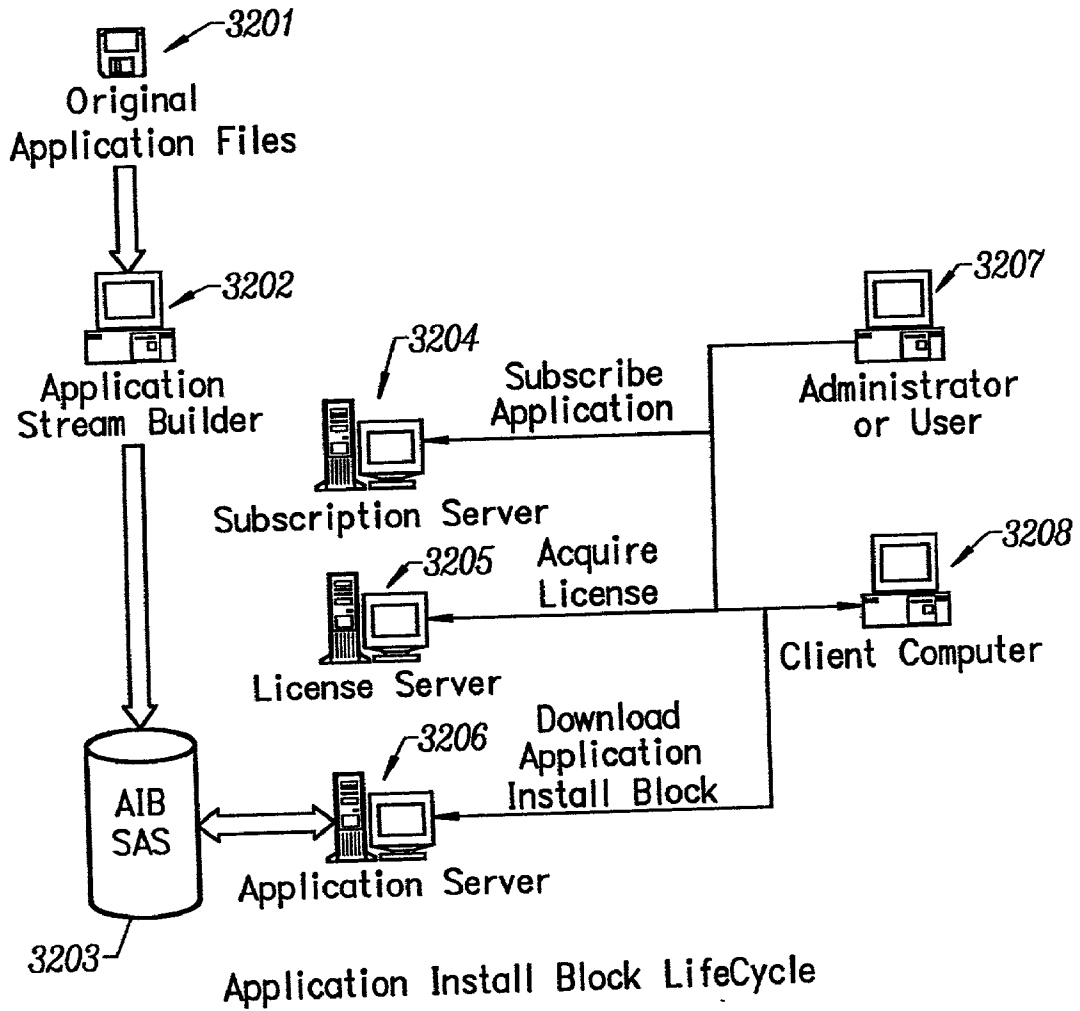 3201
Original
Application Files
3202
Application
Stream Builder
3204
Subscribe
Application
Subscription Server
3207
Administrator
or User
3205
Acquire
License
License Server
3208
Client Computer
AIB
SAS
3203
3206
Download
Application
Install Block
Application Server
Application Install Block LifeCycle